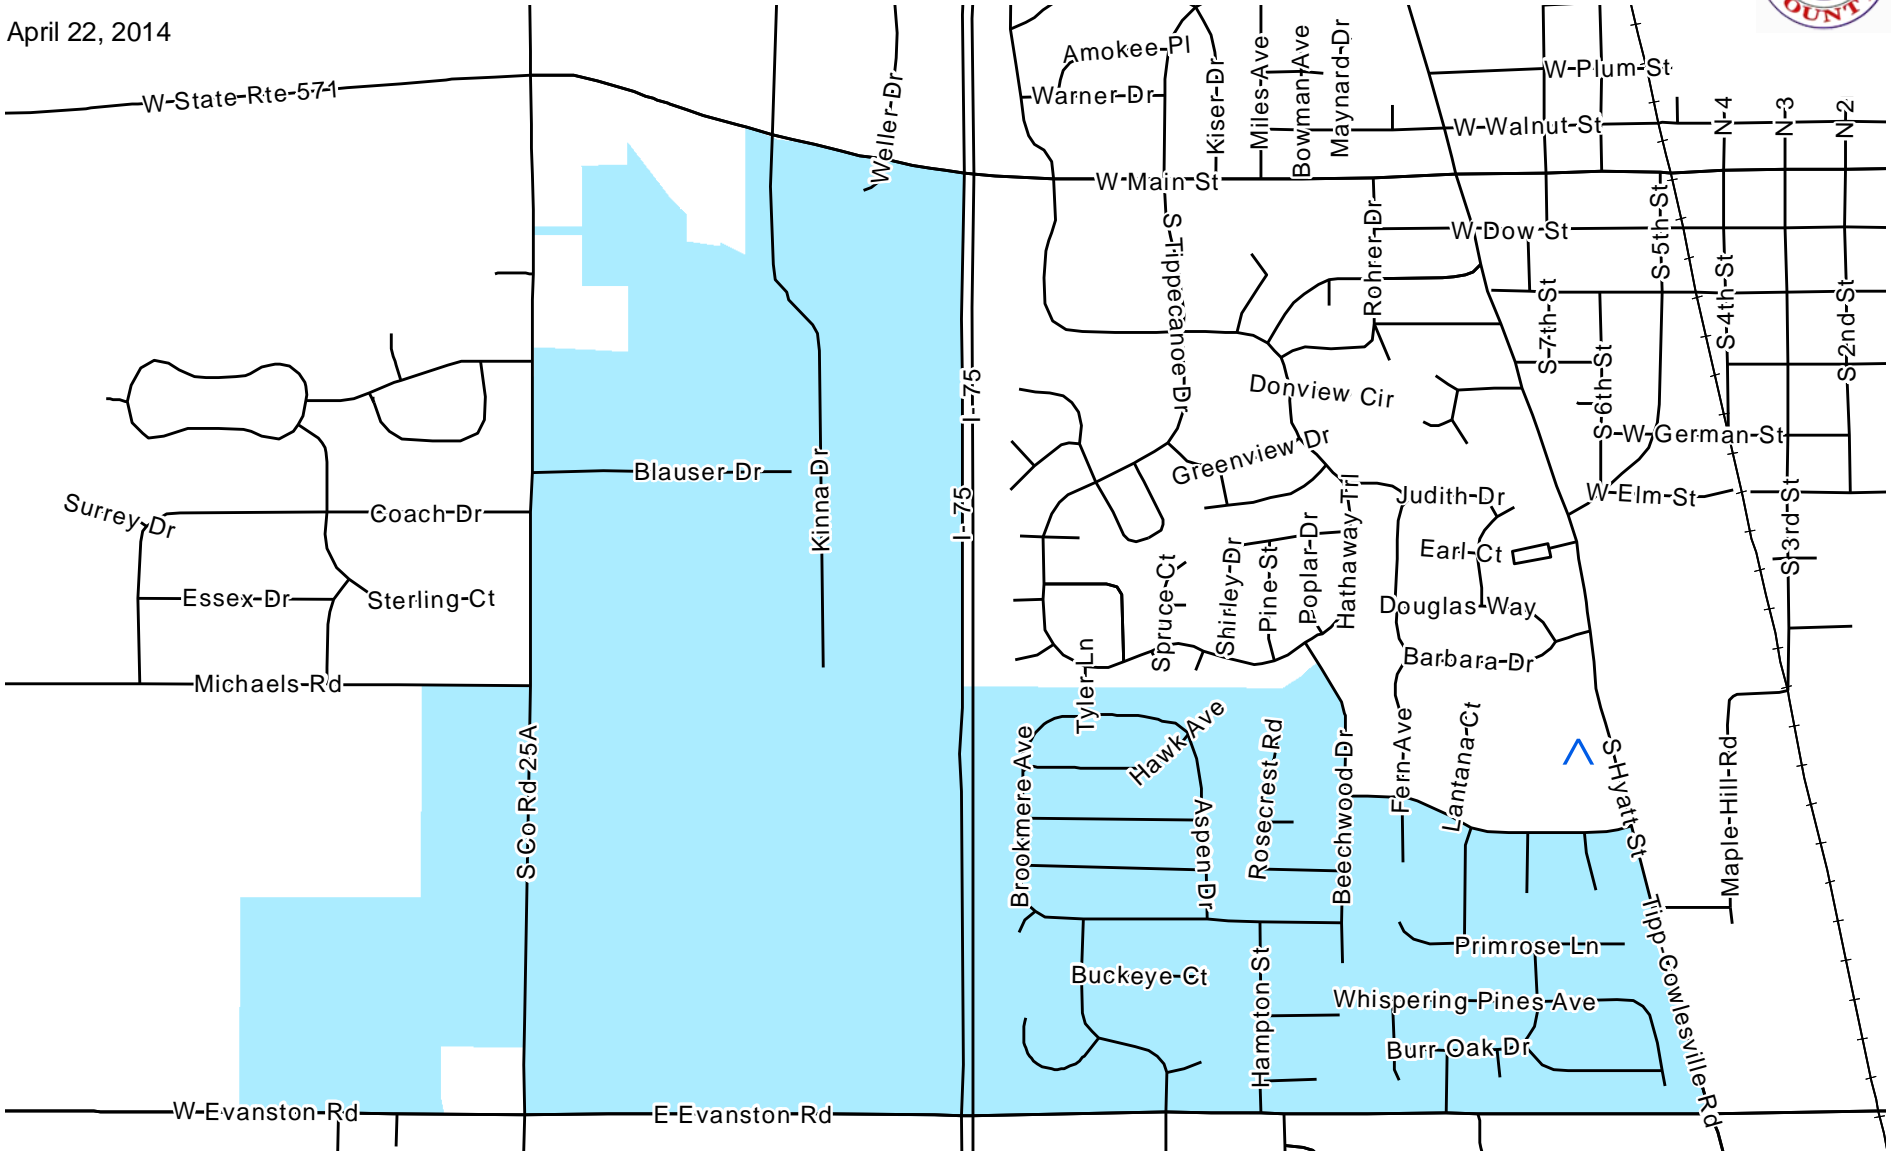 April 22, 2014
OUNT
W State Rte 571
Weller Dr
Amokee Pl
Warner Dr
Kiser Dr
Miles Ave
Bowman Ave
Maynard Dr
W Plum St
W Walnut St
N 4
N 3
N 2
W Main St
Rohrer Dr
W Dow St
S 5th St
S 4th St
S Tippecanoe Dr
S 7th St
S 6th St
S 2nd St
I-75
Donview Cir
W German St
Greenview Dr
Blauser Dr
Kinna Dr
I-75
Surrey Dr
Coach Dr
Hathaway Trl
Judith Dr
W Elm St
S 3rd St
Earl Ct
Spruce Ct
Shirley Dr
Pine St
Poplar Dr
Essex Dr
Sterling Ct
Douglas Way
Barbara Dr
Tyler Ln
Michaels Rd
S Co Rd 25A
Brookmere Ave
Hawk Ave
Aspen Dr
Rosecrest Rd
Beechwood Dr
Fern Ave
Lantana Ct
S Hyatt St
Maple Hill Rd
Tipp Cowlesville Rd
Primrose Ln
Buckeye Ct
Hampton St
Whispering Pines Ave
Burr Oak Dr
W Evanston Rd
E Evanston Rd